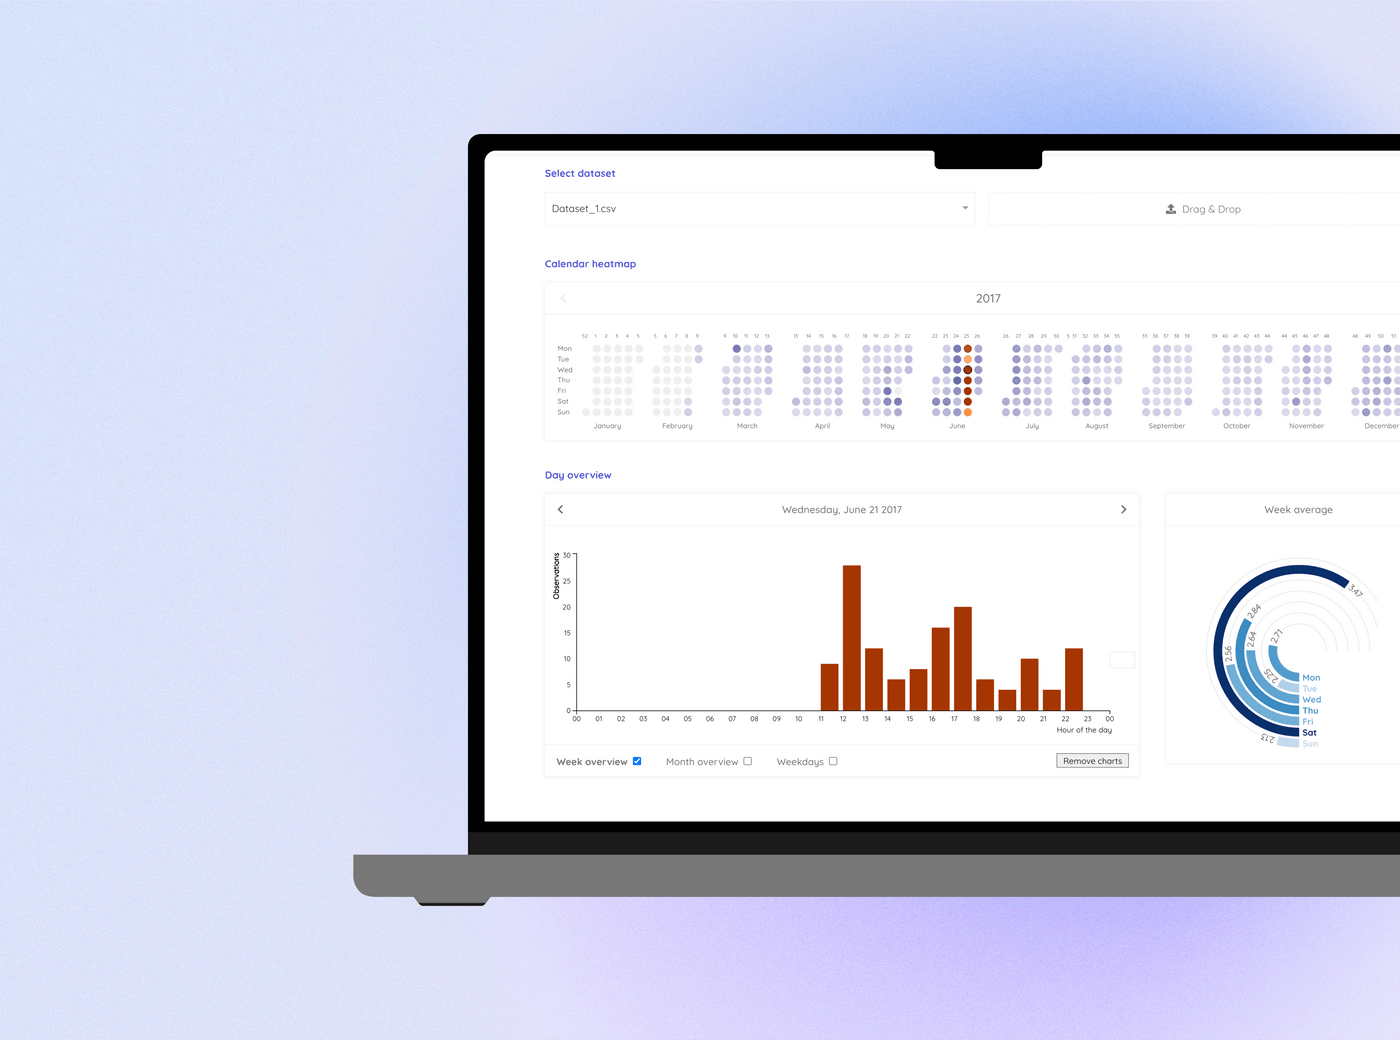 Select dataset
Dataset_1.csv
Drag & Drop
Calendar heatmap
2017
52 1 2 3 4 5 5 6 7 8 9 9 10 11 12 13 13 14 15 16 17 18 19 20 21 22 22 23 24 25 26 26 27 28 29 30 31 31 33 34 35 35 36 37 38 39 39 40 41 42 43 44 44 45 46 47 48 48 49 50 51
Mon
Tue
Wed
Thu
Fri
Sat
Sun
January February March April May June July August September October November December
Day overview
Wednesday, June 21 2017
Week average
Observations
30
25
20
15
10
5
0
00 01 02 03 04 05 06 07 08 09 10 11 12 13 14 15 16 17 18 19 20 21 22 23 00
Hour of the day
3.47
2.84
2.64
2.71
2.56
2.25
2.13
Mon
Tue
Wed
Thu
Fri
Sat
Sun
Week overview
Month overview
Weekdays
Remove charts